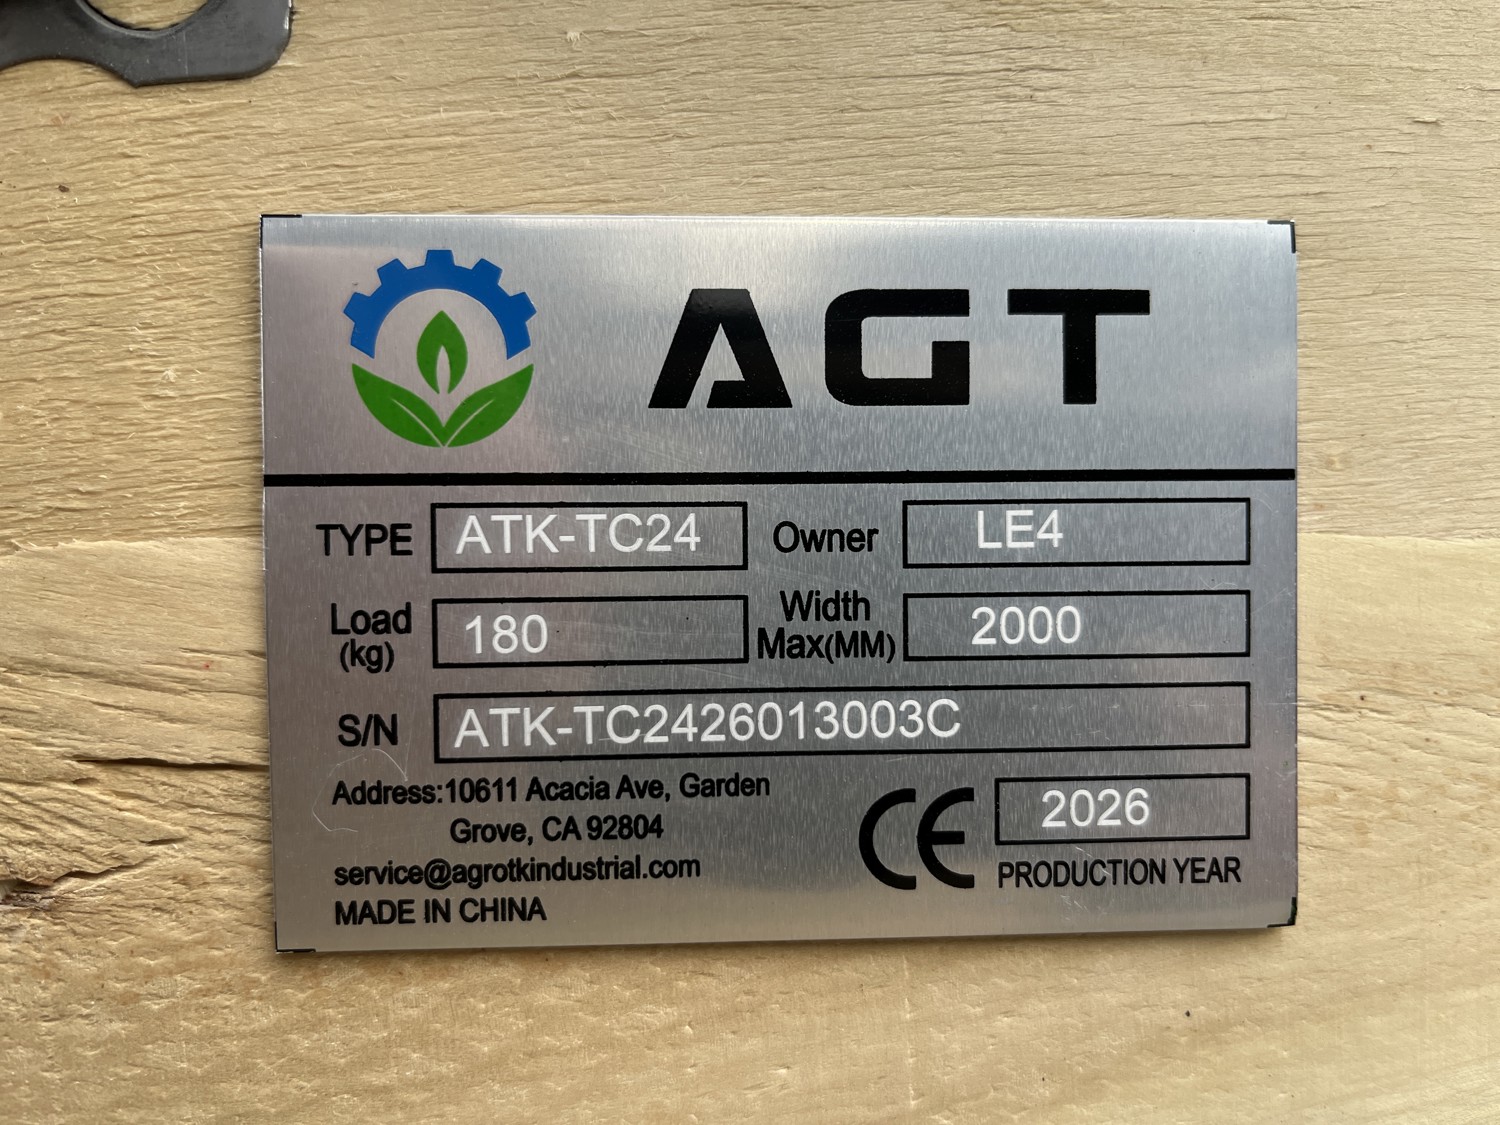 AGT
TYPE ATK-TC24 Owner LE4
Load (kg) 180 Width Max(MM) 2000
S/N ATK-TC2426013003C
Address:10611 Acacia Ave, Garden
Grove, CA 92804
service@agrotkindustrial.com
MADE IN CHINA
CE 2026
PRODUCTION YEAR